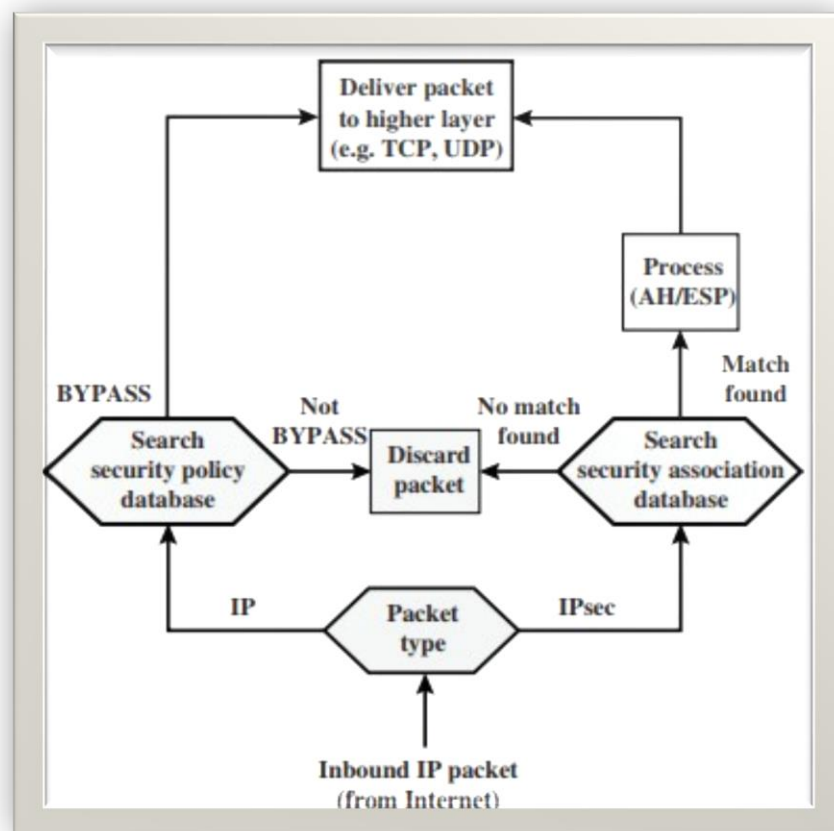 Deliver packet
to higher layer
(e.g. TCP, UDP)
Process
(AH/ESP)
BYPASS
Not
BYPASS
No match
found
Match
found
Search
security policy
database
Discard
packet
Search
security association
database
IP
Packet
type
IPsec
Inbound IP packet
(from Internet)